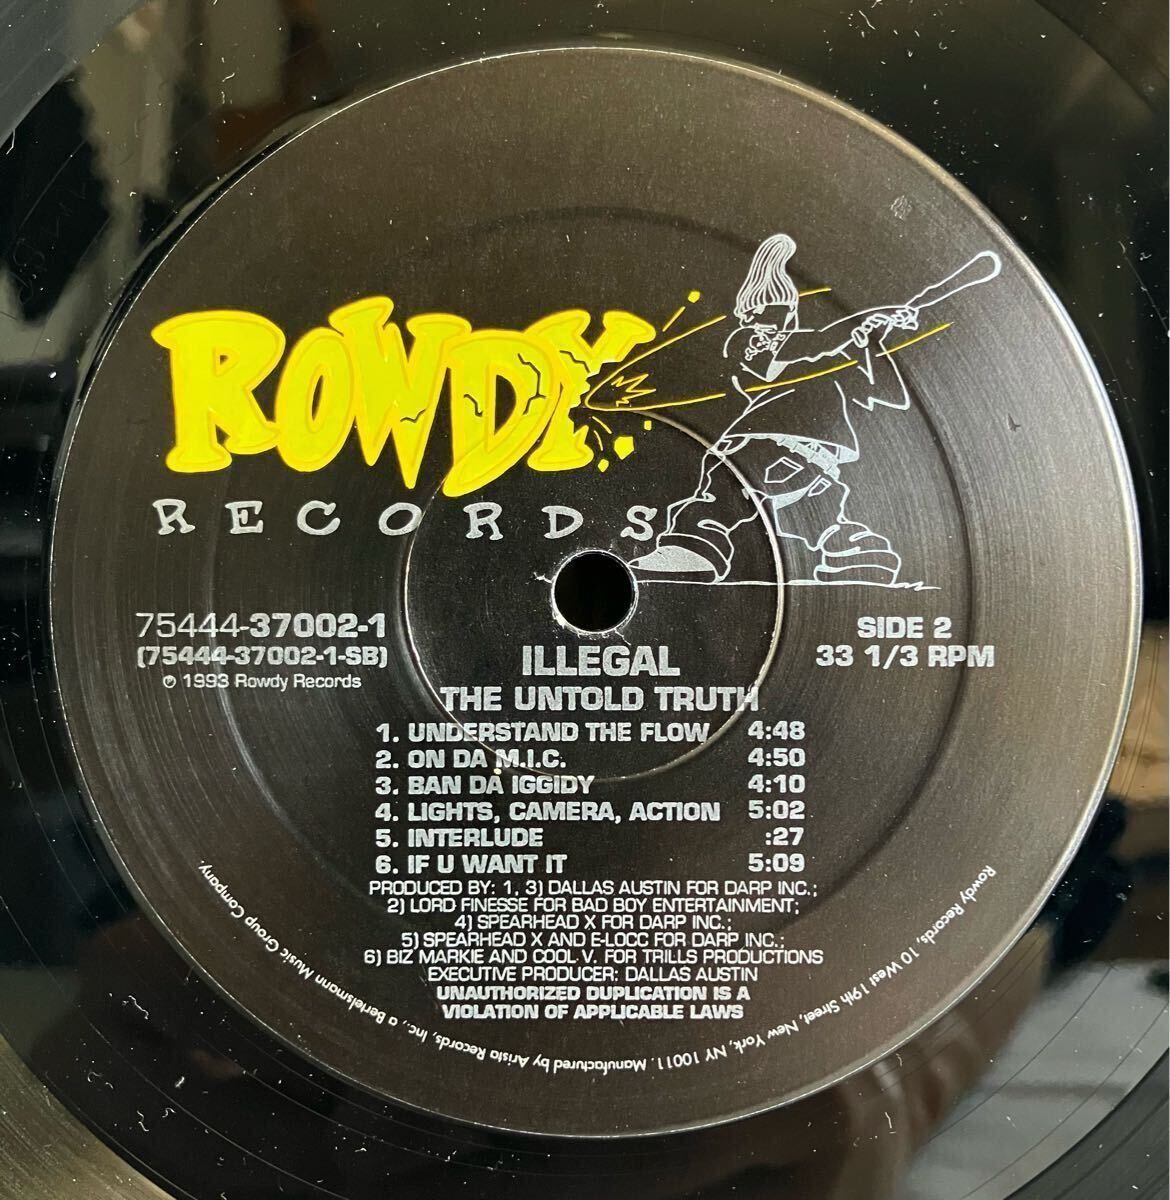 ROWDY
RECORDS
75444-37002-1
(75444-37002-1-SB)
℗ 1993 Rowdy Records
SIDE 2
33 1/3 RPM
ILLEGAL
THE UNTOLD TRUTH
1. UNDERSTAND THE FLOW 4:48
2. ON DA M.I.C. 4:50
3. BAN DA IGGIDY 4:10
4. LIGHTS, CAMERA, ACTION 5:02
5. INTERLUDE :27
6. IF U WANT IT 5:09
PRODUCED BY: 1, 3) DALLAS AUSTIN FOR DARP INC.;
2) LORD FINESSE FOR BAD BOY ENTERTAINMENT;
4) SPEARHEAD X FOR DARP INC.;
5) SPEARHEAD X AND E-LOCC FOR DARP INC.;
6) BIZ MARKIE AND COOL V. FOR TRILLS PRODUCTIONS
EXECUTIVE PRODUCER: DALLAS AUSTIN
UNAUTHORIZED DUPLICATION IS A
VIOLATION OF APPLICABLE LAWS
Rowdy Records, 10 West 19th Street, New York, NY 10011. Manufactured by Arista Records, Inc., a Bertelsmann Music Group Company.